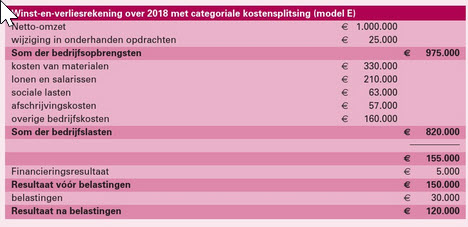 Winst-en-verliesrekening over 2018 met categoriale kostensplitsing (model E)
Netto-omzet € 1.000.000
wijziging in onderhanden opdrachten € 25.000
Som der bedrijfsopbrengsten € 975.000
kosten van materialen € 330.000
lonen en salarissen € 210.000
sociale lasten € 63.000
afschrijvingskosten € 57.000
overige bedrijfskosten € 160.000
Som der bedrijfslasten € 820.000
€ 155.000
Financieringsresultaat € 5.000
Resultaat vóór belastingen € 150.000
belastingen € 30.000
Resultaat na belastingen € 120.000